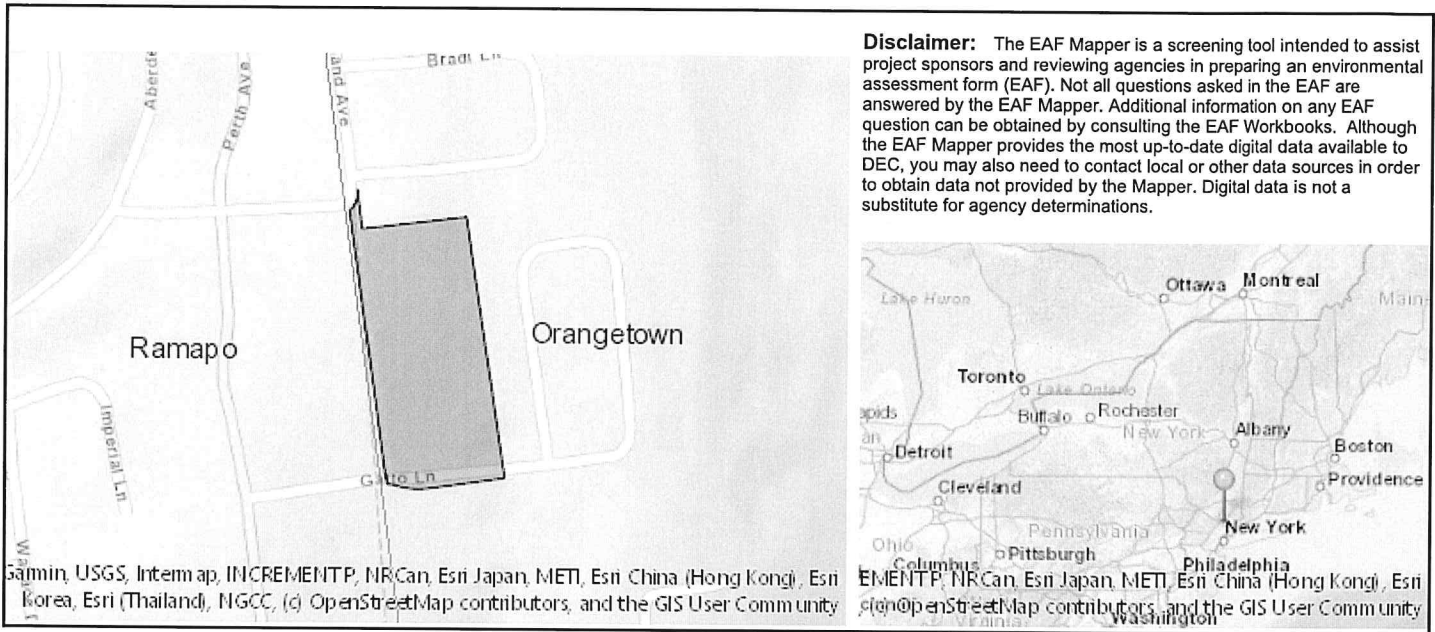 Disclaimer: The EAF Mapper is a screening tool intended to assist
project sponsors and reviewing agencies in preparing an environmental
assessment form (EAF). Not all questions asked in the EAF are
answered by the EAF Mapper. Additional information on any EAF
question can be obtained by consulting the EAF Workbooks. Although
the EAF Mapper provides the most up-to-date digital data available to
DEC, you may also need to contact local or other data sources in order
to obtain data not provided by the Mapper. Digital data is not a
substitute for agency determinations.
Aberde
Perth Ave
and Ave
Bradl Ln
Ramapo
Orangetown
Imperial Ln
Garmin, USGS, Intermap, INCREMENT P, NRCan, Esri Japan, METI, Esri China (Hong Kong), Esri
Korea, Esri (Thailand), NGCC, (c) OpenStreetMap contributors, and the GIS User Community
Ottawa
Montreal
Lake Huron
Main
Toronto
Lake Ontario
apids
Buffalo
Rochester
an
New York
Albany
Detroit
Boston
Cleveland
Providence
Pennsylvania
New York
Ohio
Pittsburgh
Columbus
Philadelphia
EMENT P, NRCan, Esri Japan, METI, Esri China (Hong Kong), Esri
OpenStreetMap contributors, and the GIS User Community
Virginia
Washington